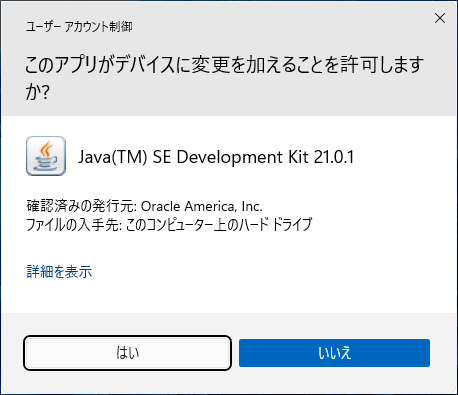 ユーザー アカウント制御
このアプリがデバイスに変更を加えることを許可します
か?
Java(TM) SE Development Kit 21.0.1
確認済みの発行元: Oracle America, Inc.
ファイルの入手先: このコンピューター上のハード ドライブ
詳細を表示
はい
いいえ